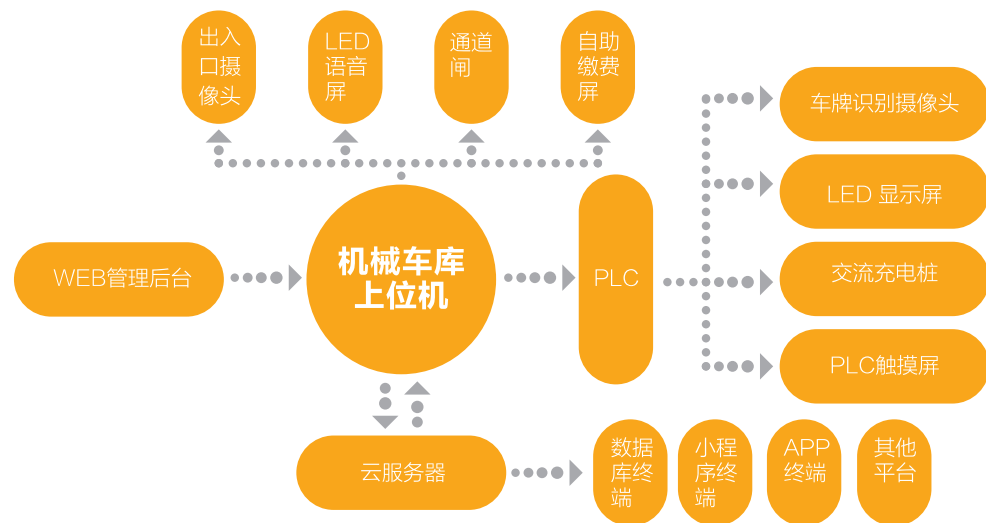 出入
口摄
像头
LED
语音
屏
通道
闸
自助
缴费
屏
车牌识别摄像头
LED 显示屏
交流充电桩
PLC触摸屏
WEB管理后台
机械车库
上位机
PLC
云服务器
数据
库终
端
小程
序终
端
APP
终端
其他
平台